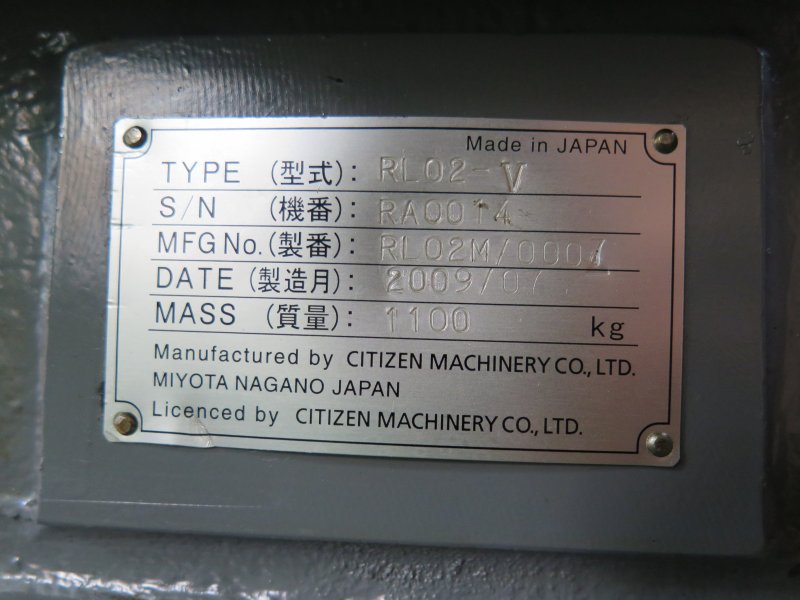 Made in JAPAN
TYPE (型式): RL02-V
S/N (機番): RA0014
MFG No. (製番):
DATE (製造月): 2009/07
MASS (質量): 1100 kg
Manufactured by CITIZEN MACHINERY CO., LTD.
MIYOTA NAGANO JAPAN
Licenced by CITIZEN MACHINERY CO., LTD.